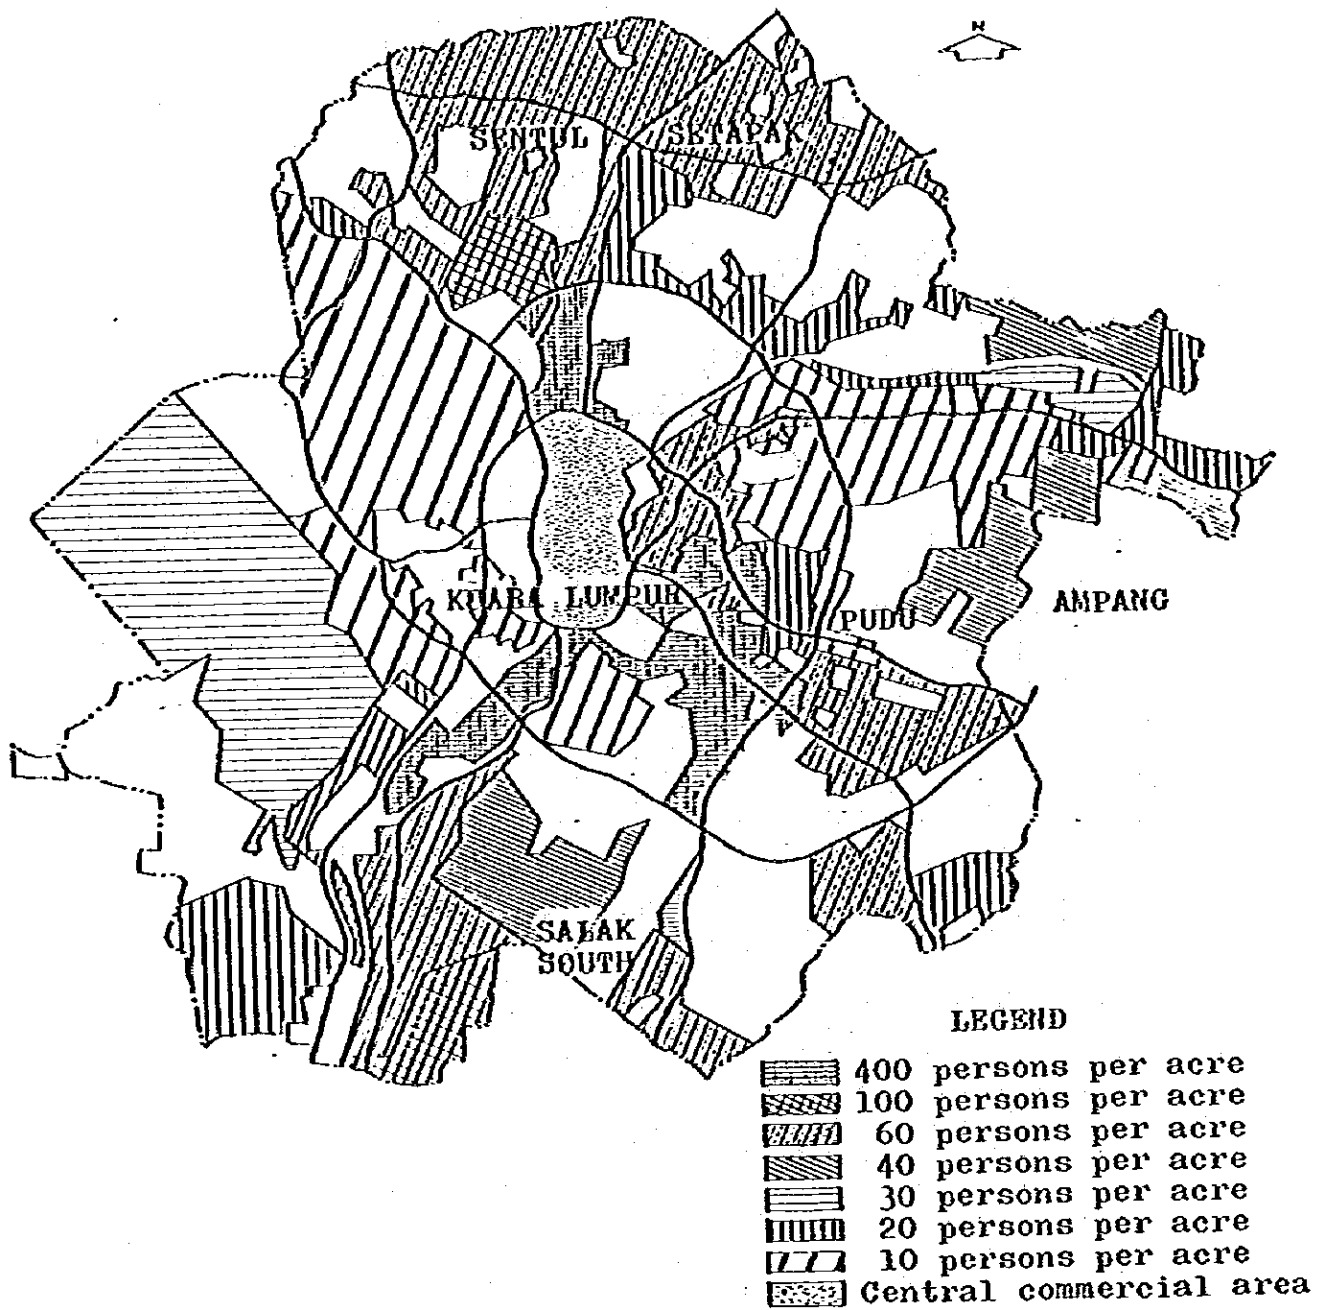 N
SENTUL
SETAPAK
KUARA LUMPUR
PUDU
AMPANG
SALAK
SOUTH
LEGEND
400 persons per acre
100 persons per acre
60 persons per acre
40 persons per acre
30 persons per acre
20 persons per acre
10 persons per acre
Central commercial area